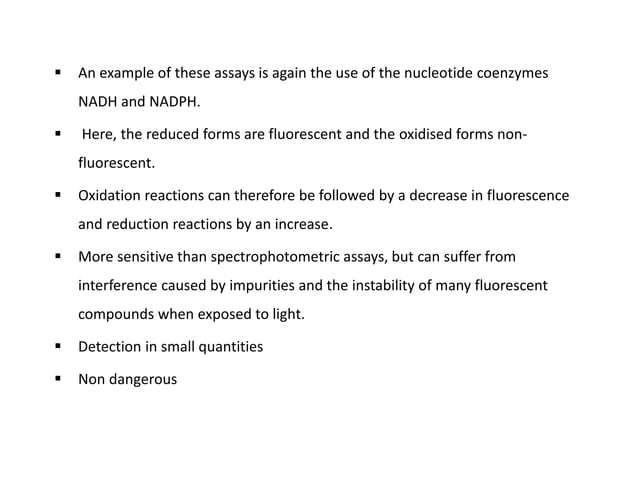 ▪ An example of these assays is again the use of the nucleotide coenzymes
NADH and NADPH.
▪ Here, the reduced forms are fluorescent and the oxidised forms non-
fluorescent.
▪ Oxidation reactions can therefore be followed by a decrease in fluorescence
and reduction reactions by an increase.
▪ More sensitive than spectrophotometric assays, but can suffer from
interference caused by impurities and the instability of many fluorescent
compounds when exposed to light.
▪ Detection in small quantities
▪ Non dangerous